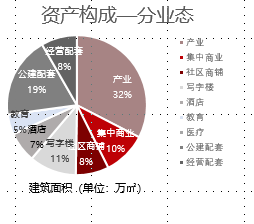 资产构成—分业态
产业
32%
集中商业
10%
区商铺
8%
写字楼
11%
酒店
7%
教育
5%
公建配套
19%
经营配套
8%
产业
集中商业
社区商铺
写字楼
酒店
教育
医疗
公建配套
经营配套
建筑面积（单位：万㎡）